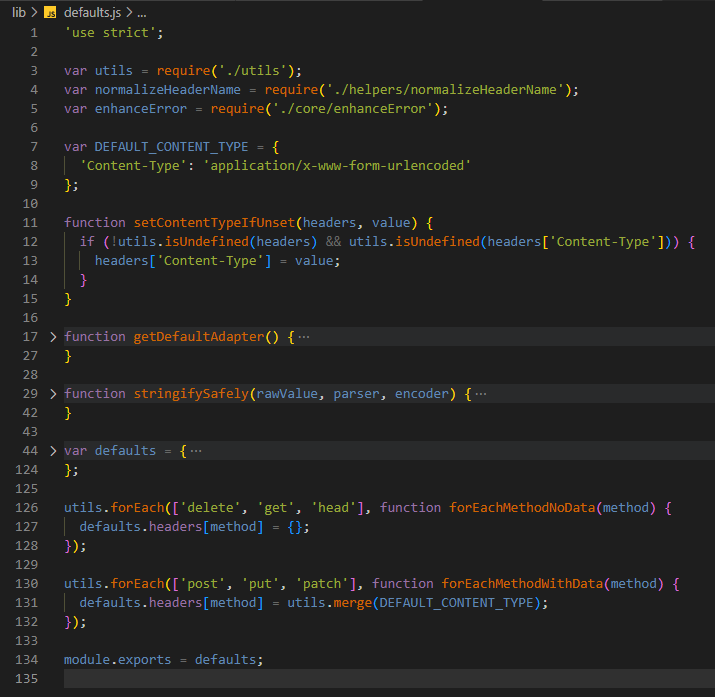 lib > JS defaults.js > ...
1 'use strict';
2
3 var utils = require('./utils');
4 var normalizeHeaderName = require('./helpers/normalizeHeaderName');
5 var enhanceError = require('./core/enhanceError');
6
7 var DEFAULT_CONTENT_TYPE = {
8   'Content-Type': 'application/x-www-form-urlencoded'
9 };
10
11 function setContentTypeIfUnset(headers, value) {
12   if (!utils.isUndefined(headers) && utils.isUndefined(headers['Content-Type'])) {
13     headers['Content-Type'] = value;
14   }
15 }
16
17 > function getDefaultAdapter() { ···
27 }
28
29 > function stringifySafely(rawValue, parser, encoder) { ···
42 }
43
44 > var defaults = { ···
124 };
125
126 utils.forEach(['delete', 'get', 'head'], function forEachMethodNoData(method) {
127   defaults.headers[method] = {};
128 });
129
130 utils.forEach(['post', 'put', 'patch'], function forEachMethodWithData(method) {
131   defaults.headers[method] = utils.merge(DEFAULT_CONTENT_TYPE);
132 });
133
134 module.exports = defaults;
135